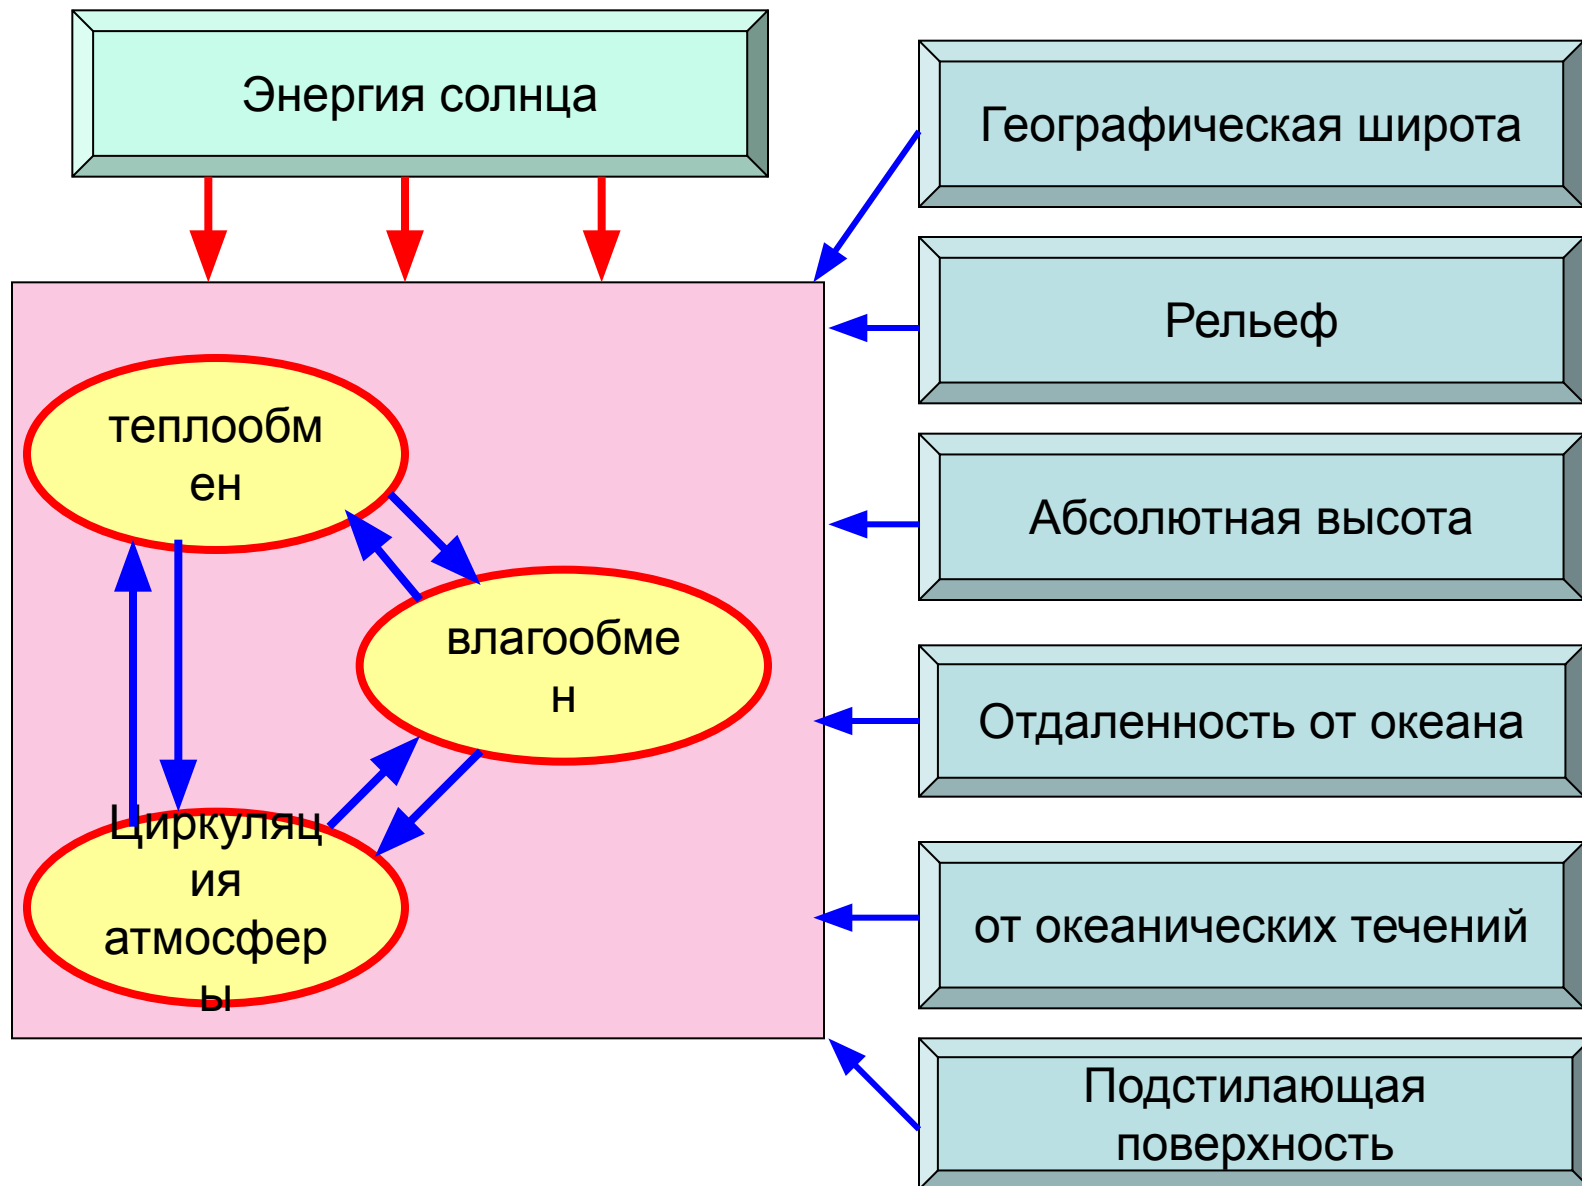 Энергия солнца
Географическая широта
Рельеф
Абсолютная высота
Отдаленность от океана
от океанических течений
Подстилающая
поверхность
теплообм
ен
влагообме
н
Циркуляц
ия
атмосфер
ы